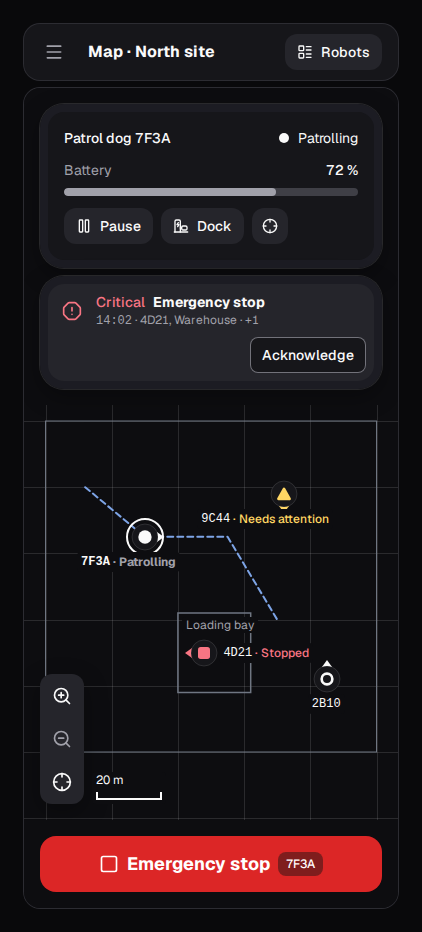 Map · North site
Robots
Patrol dog 7F3A
Patrolling
Battery
72 %
Pause
Dock
Critical Emergency stop
14:02 · 4D21, Warehouse · +1
Acknowledge
9C44 · Needs attention
7F3A · Patrolling
Loading bay
4D21 · Stopped
2B10
20 m
Emergency stop 7F3A